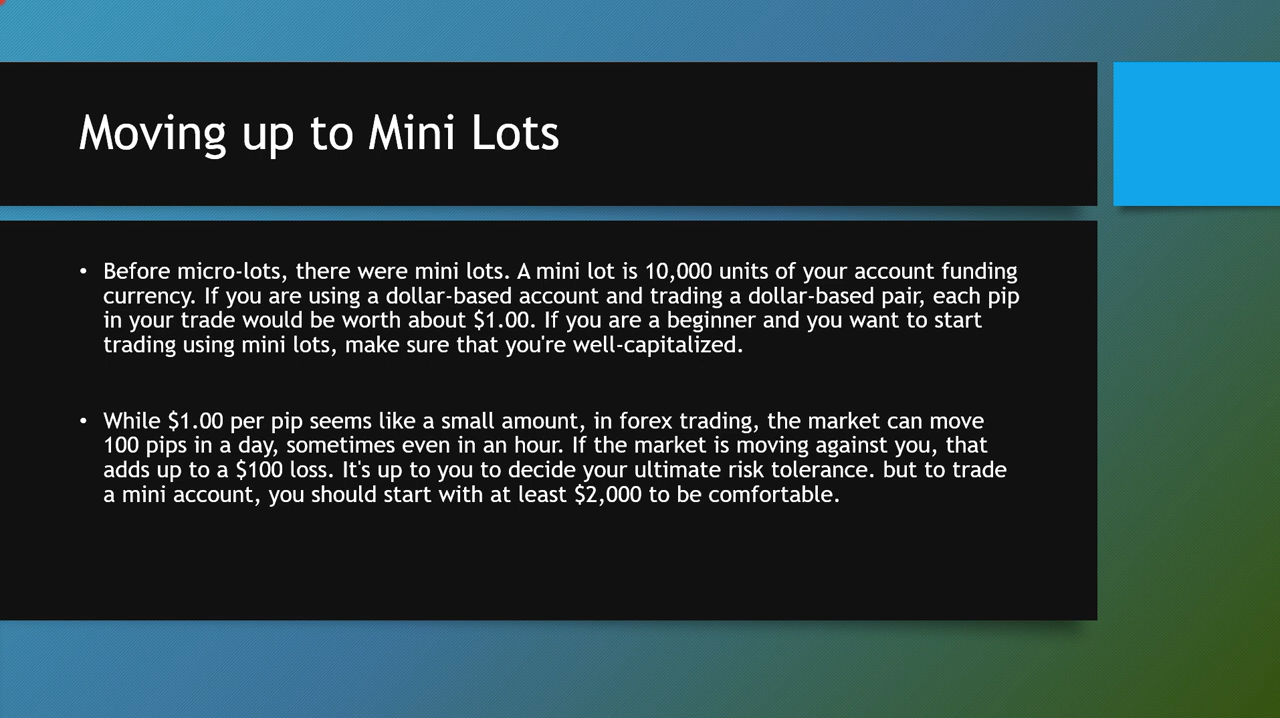 Moving up to Mini Lots
• Before micro-lots, there were mini lots. A mini lot is 10,000 units of your account funding
currency. If you are using a dollar-based account and trading a dollar-based pair, each pip
in your trade would be worth about $1.00. If you are a beginner and you want to start
trading using mini lots, make sure that you're well-capitalized.
• While $1.00 per pip seems like a small amount, in forex trading, the market can move
100 pips in a day, sometimes even in an hour. If the market is moving against you, that
adds up to a $100 loss. It's up to you to decide your ultimate risk tolerance. but to trade
a mini account, you should start with at least $2,000 to be comfortable.